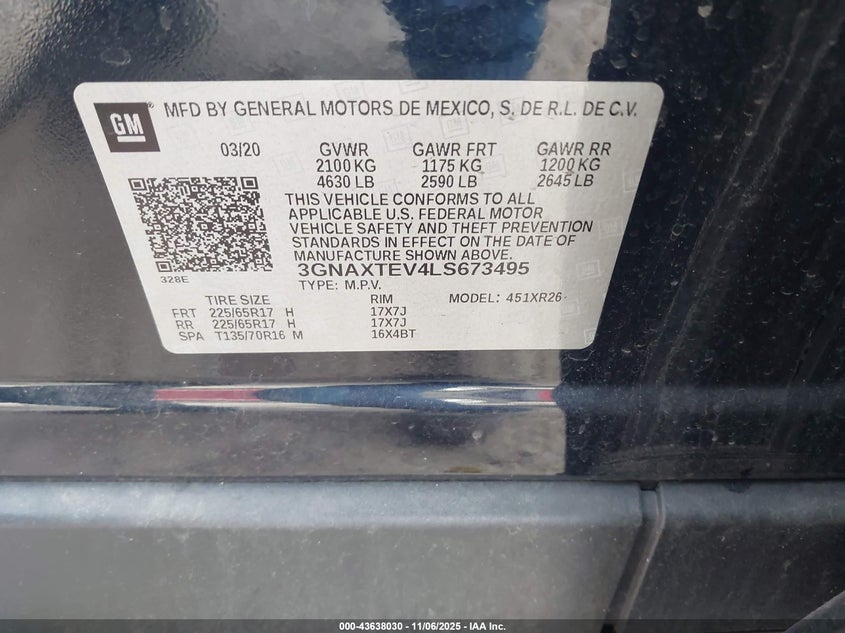 GM ® MFD BY GENERAL MOTORS DE MEXICO, S. DE R.L. DE C.V.
03/20 GVWR GAWR FRT GAWR RR
2100 KG 1175 KG 1200 KG
4630 LB 2590 LB 2645 LB
THIS VEHICLE CONFORMS TO ALL
APPLICABLE U.S. FEDERAL MOTOR
VEHICLE SAFETY AND THEFT PREVENTION
STANDARDS IN EFFECT ON THE DATE OF
MANUFACTURE SHOWN ABOVE.
328E
3GNAXTEV4LS673495
TYPE: M.P.V.
TIRE SIZE RIM MODEL: 451XR26
FRT 225/65R17 H 17X7J
RR 225/65R17 H 17X7J
SPA T135/70R16 M 16X4BT
000-43638030 - 11/06/2025 - IAA Inc.